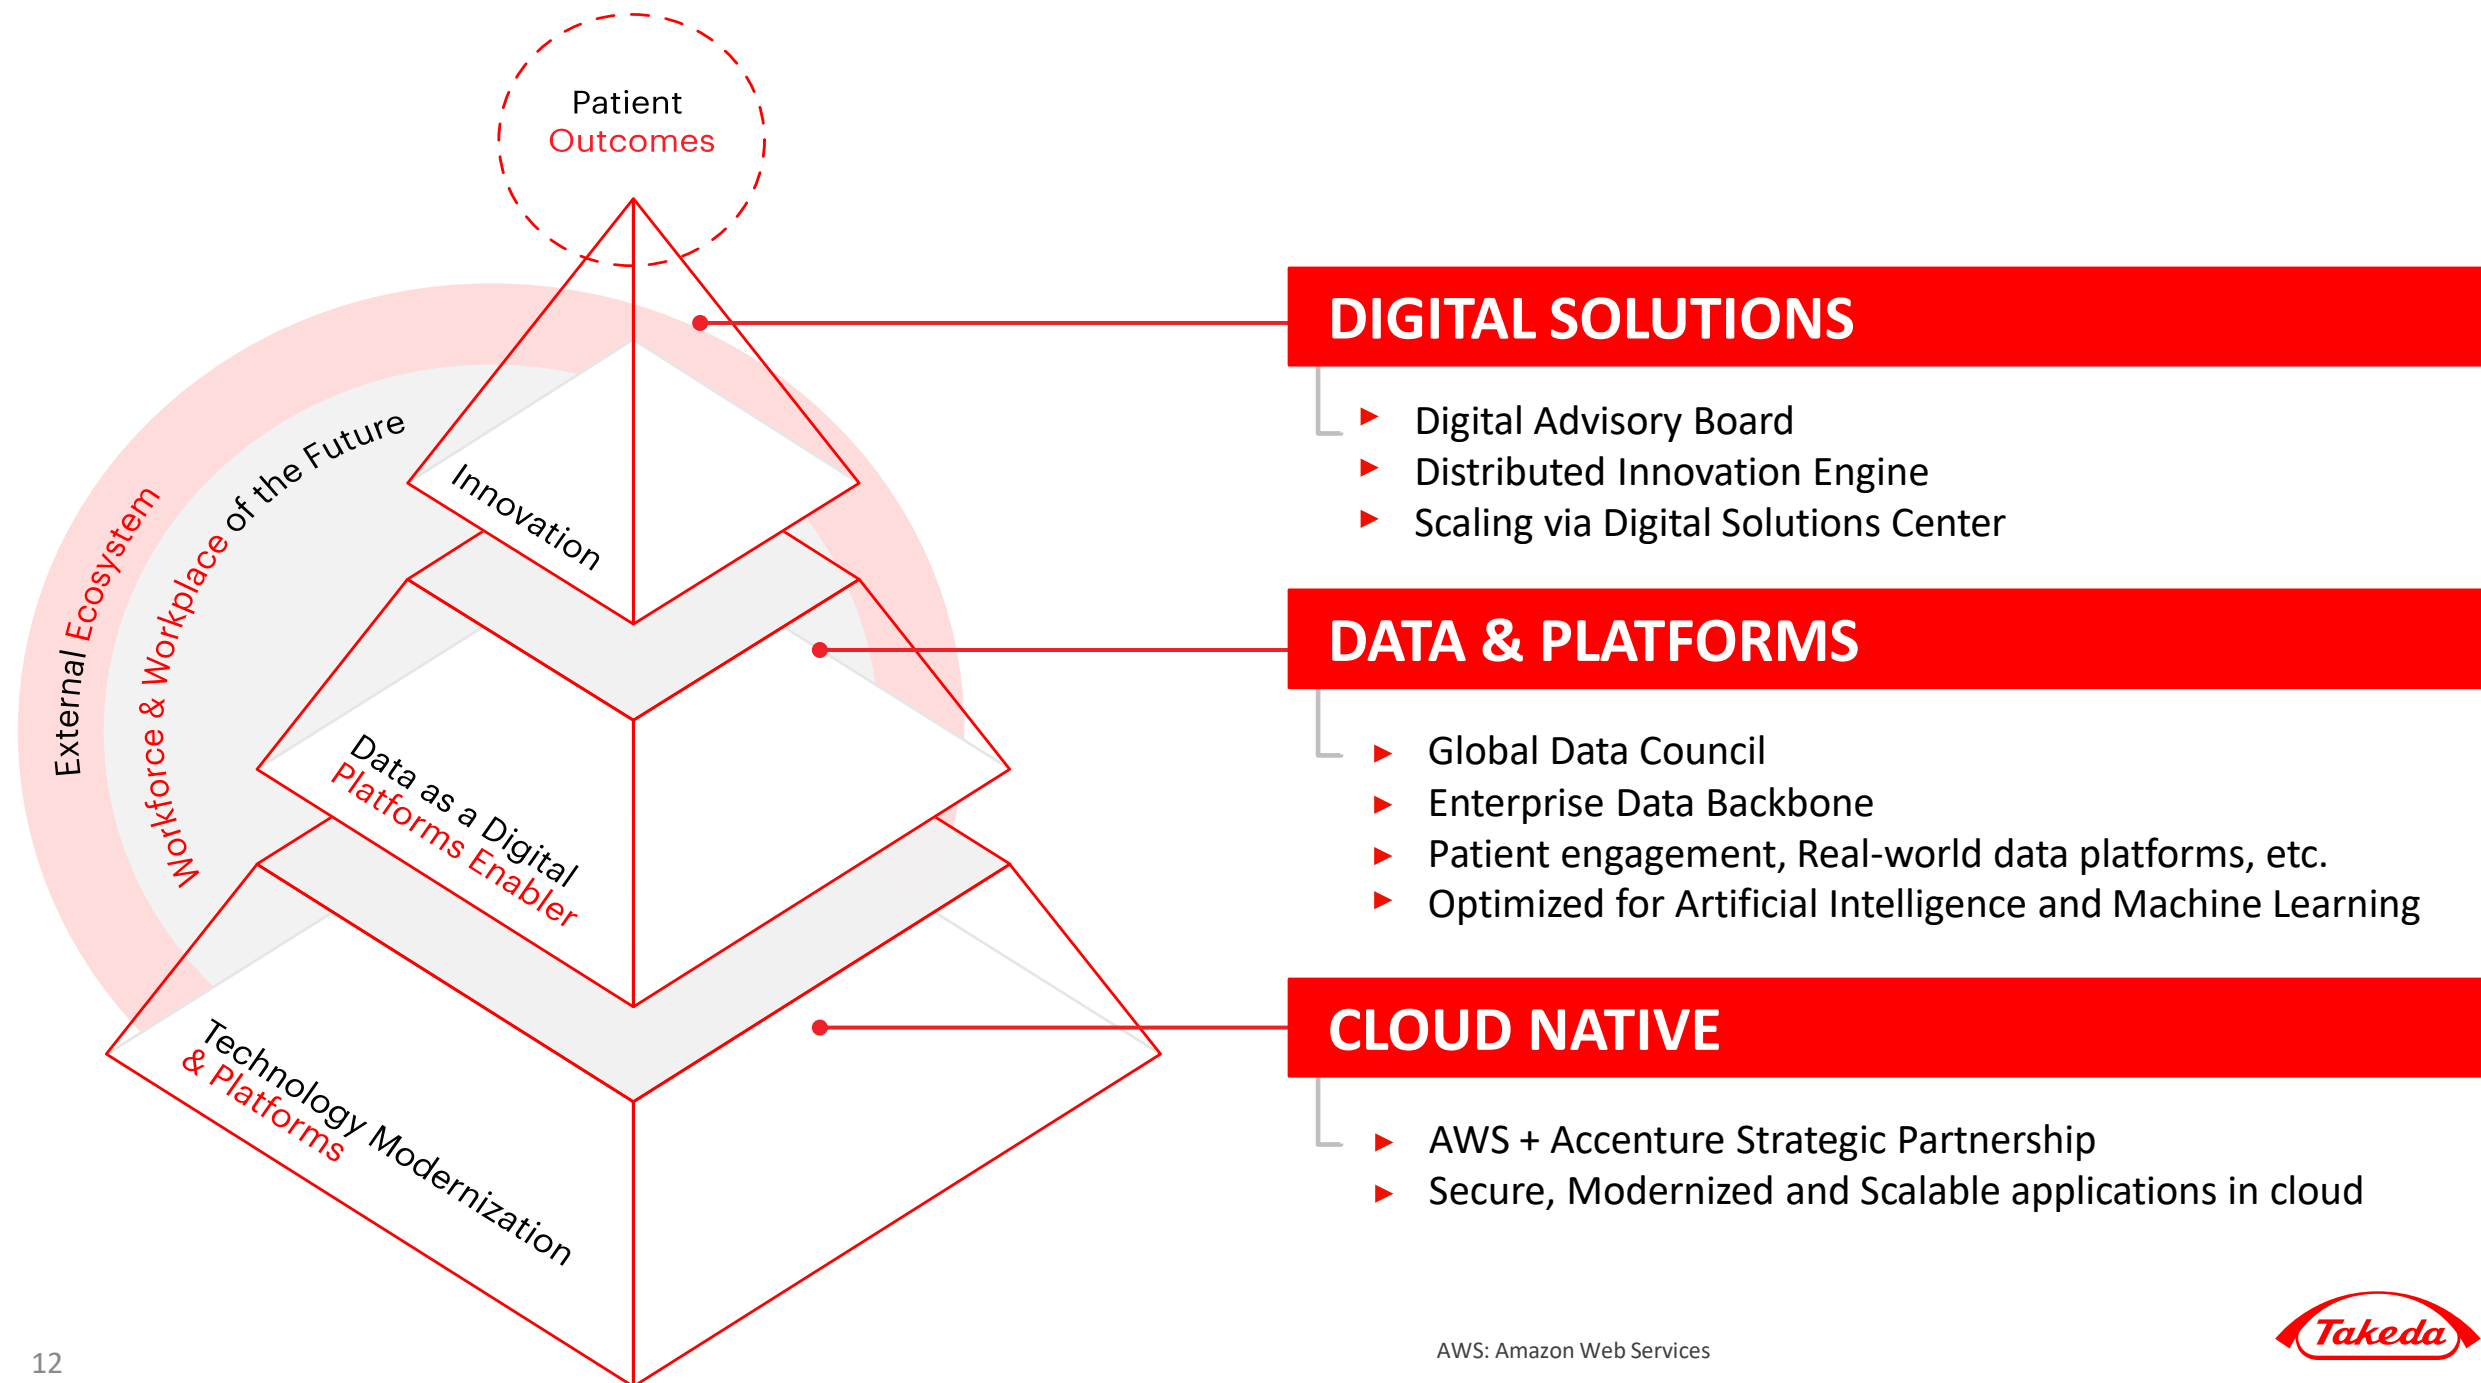 Patient
Outcomes
External Ecosystem
Workforce & Workplace of the Future
Innovation
Data as a Digital
Platforms Enabler
Technology Modernization
& Platforms
DIGITAL SOLUTIONS
Digital Advisory Board
Distributed Innovation Engine
Scaling via Digital Solutions Center
DATA & PLATFORMS
Global Data Council
Enterprise Data Backbone
Patient engagement, Real-world data platforms, etc.
Optimized for Artificial Intelligence and Machine Learning
CLOUD NATIVE
AWS + Accenture Strategic Partnership
Secure, Modernized and Scalable applications in cloud
12
AWS: Amazon Web Services
Takeda